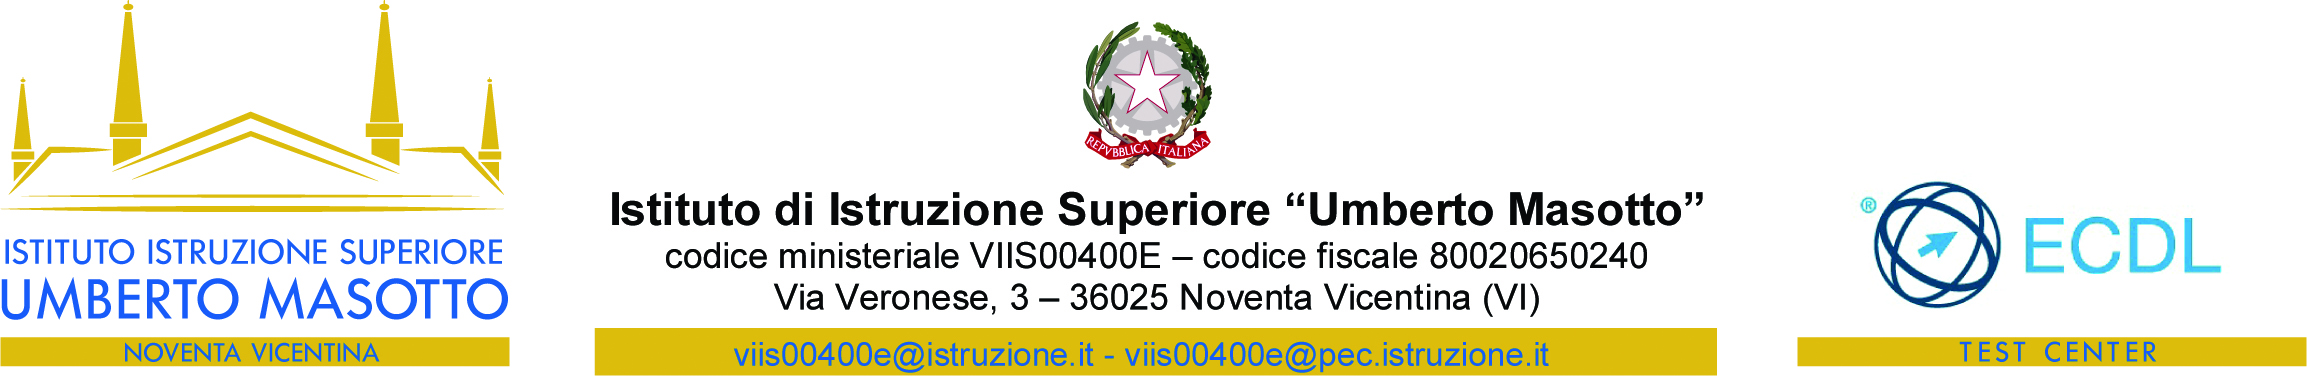 ISTITUTO ISTRUZIONE SUPERIORE
UMBERTO MASOTTO
NOVENTA VICENTINA
REPVBBLICA ITALIANA
Istituto di Istruzione Superiore “Umberto Masotto”
codice ministeriale VIIS00400E – codice fiscale 80020650240
Via Veronese, 3 – 36025 Noventa Vicentina (VI)
viis00400e@istruzione.it - viis00400e@pec.istruzione.it
® ECDL
TEST CENTER